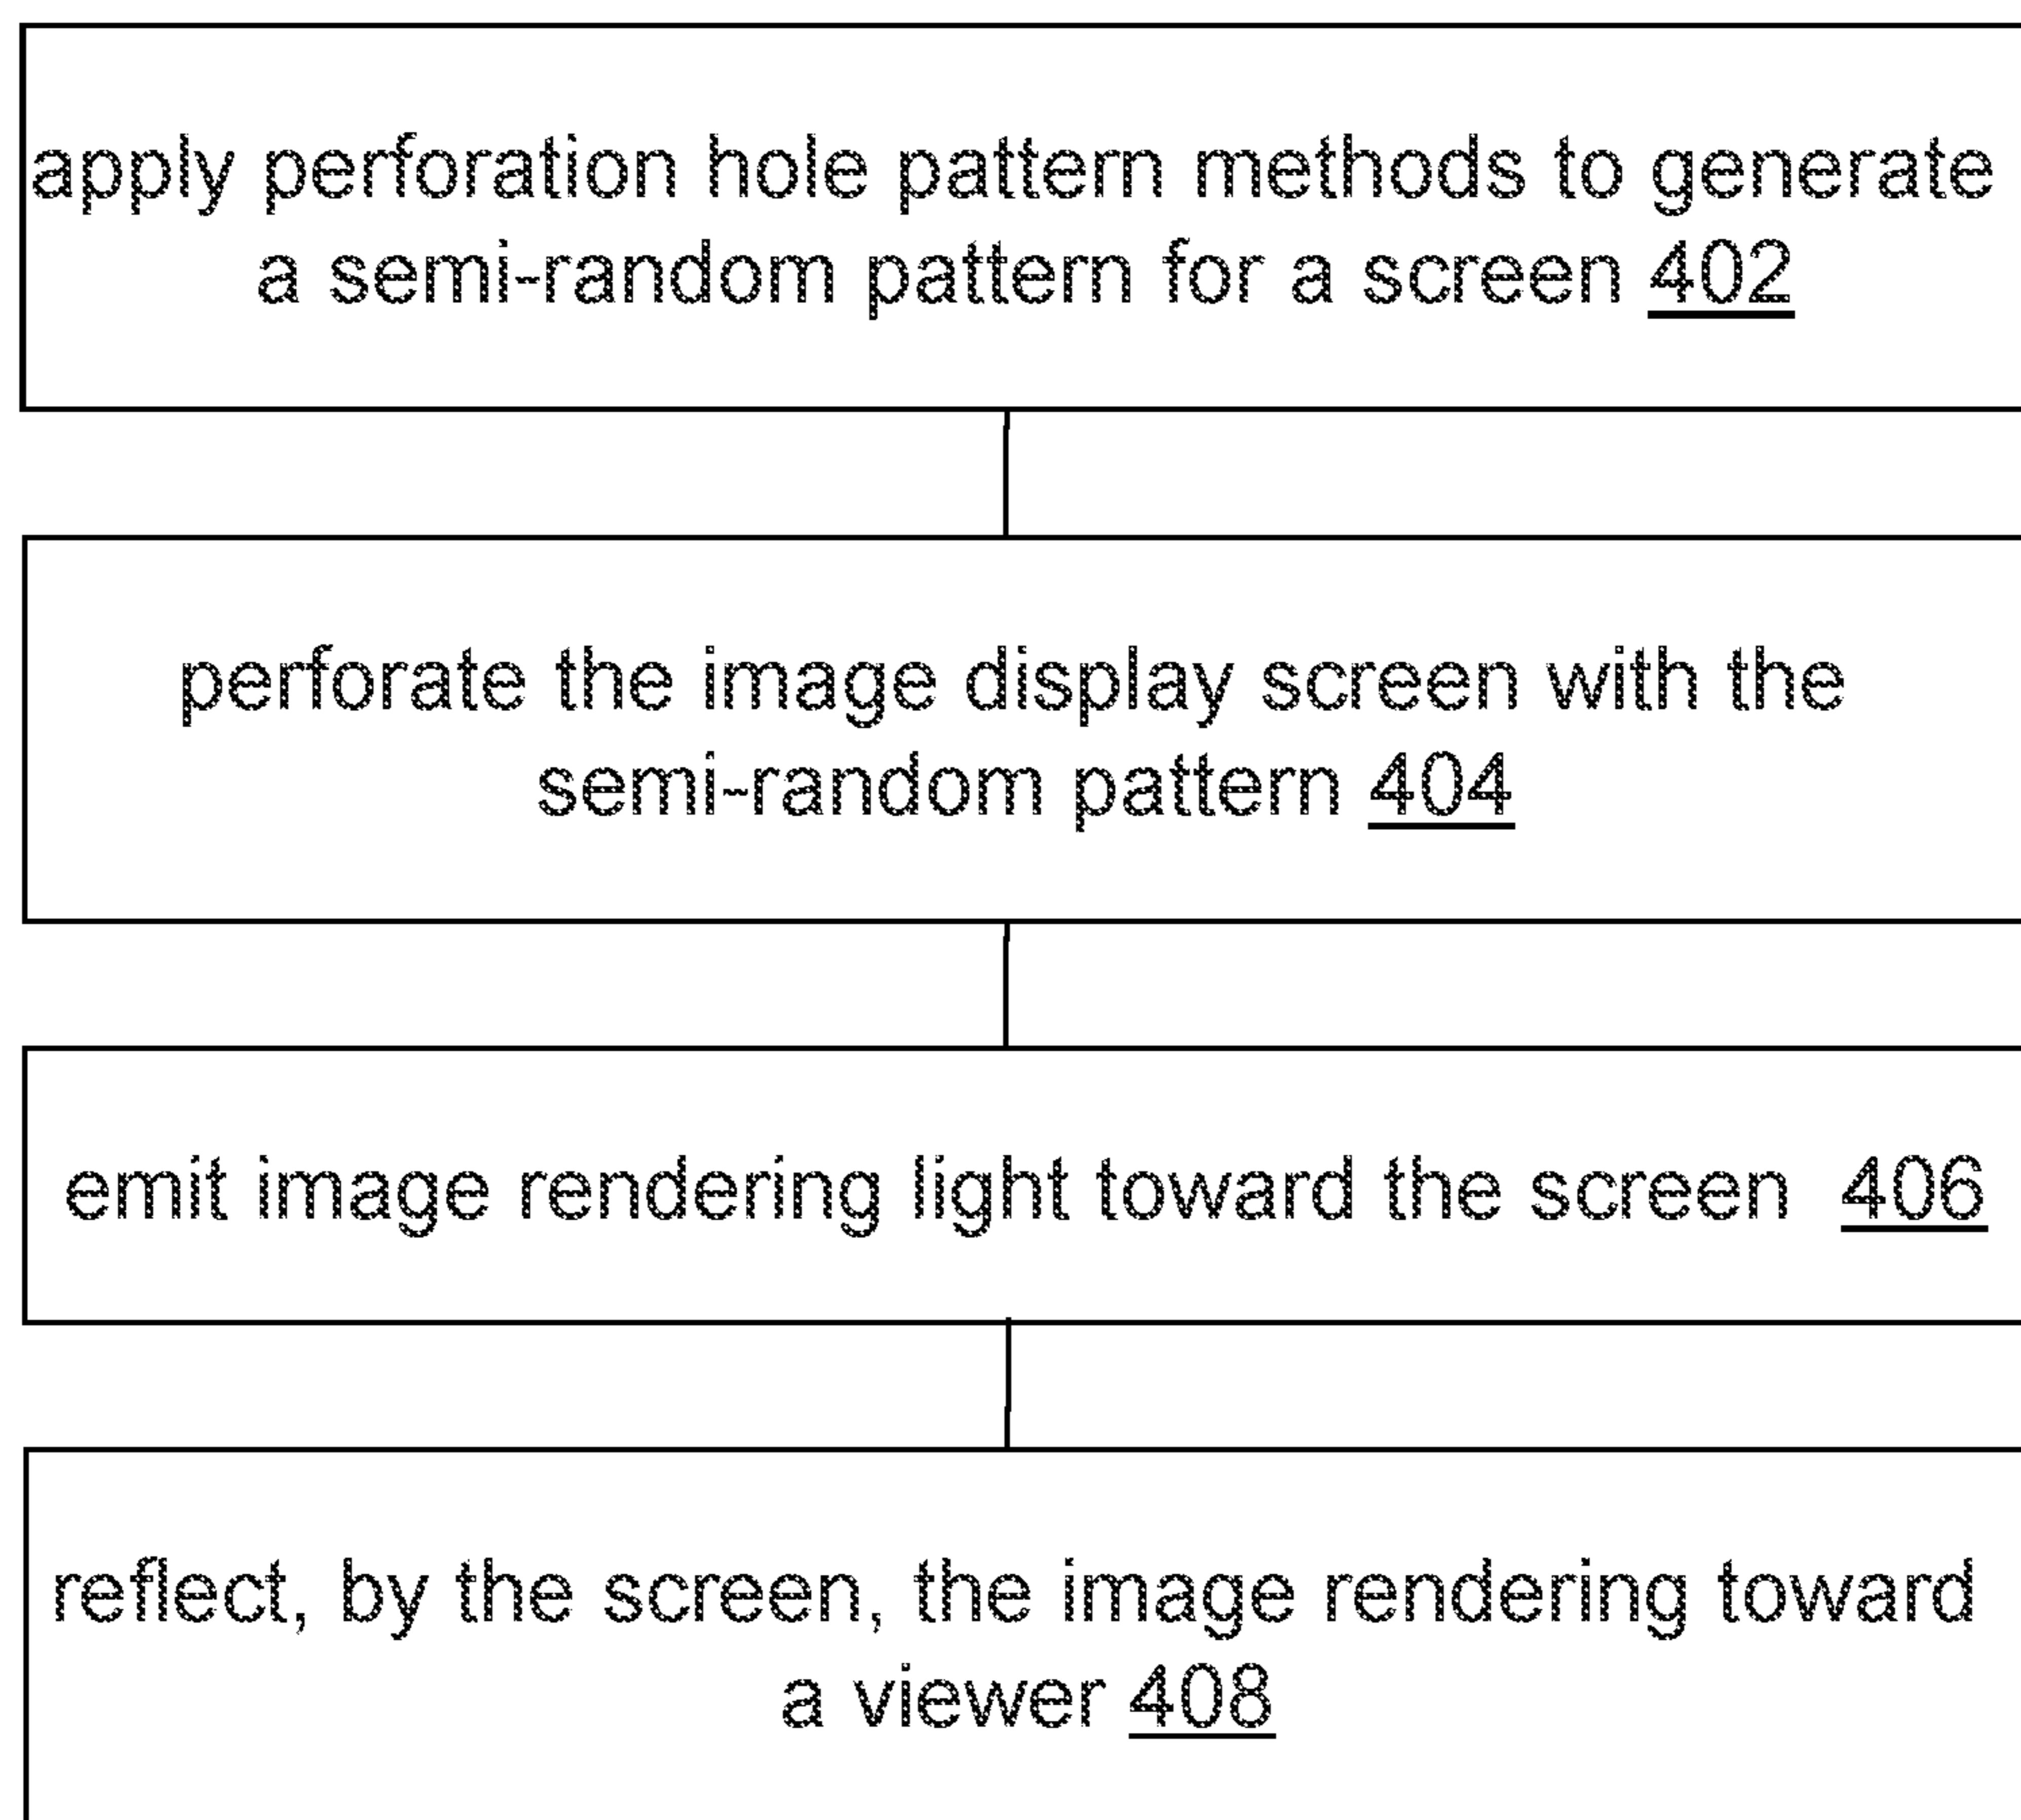 apply perforation hole pattern methods to generate
a semi-random pattern for a screen 402
perforate the image display screen with the
semi-random pattern 404
emit image rendering light toward the screen 406
reflect, by the screen, the image rendering toward
a viewer 408